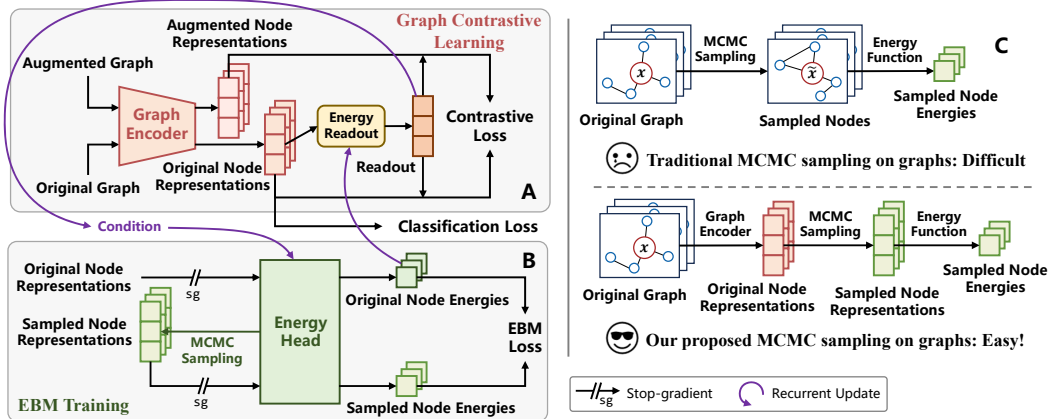 Graph Contrastive
Learning
Augmented Node
Representations
Augmented Graph
Graph
Encoder
Energy
Readout
Contrastive
Loss
Original Graph
Original Node
Representations
Readout
A
Condition
Classification Loss
B
Original Node
Representations
sg
Original Node Energies
Sampled Node
Representations
MCMC
Sampling
Energy
Head
EBM
Loss
sg
EBM Training
Sampled Node Energies
C
MCMC
Sampling
Energy
Function
x
x̃
Original Graph
Sampled Nodes
Sampled Node
Energies
Traditional MCMC sampling on graphs: Difficult
Graph
Encoder
MCMC
Sampling
Energy
Function
x
Original Graph
Original Node
Representations
Sampled Node
Representations
Sampled Node
Energies
Our proposed MCMC sampling on graphs: Easy!
sg
Stop-gradient
Recurrent Update